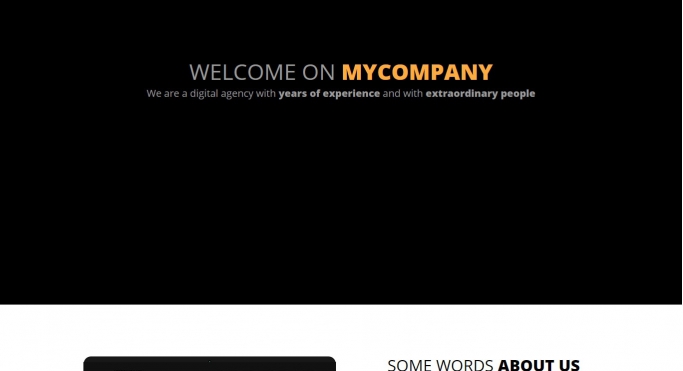 WELCOME ON MYCOMPANY
We are a digital agency with years of experience and with extraordinary people
SOME WORDS ABOUT US